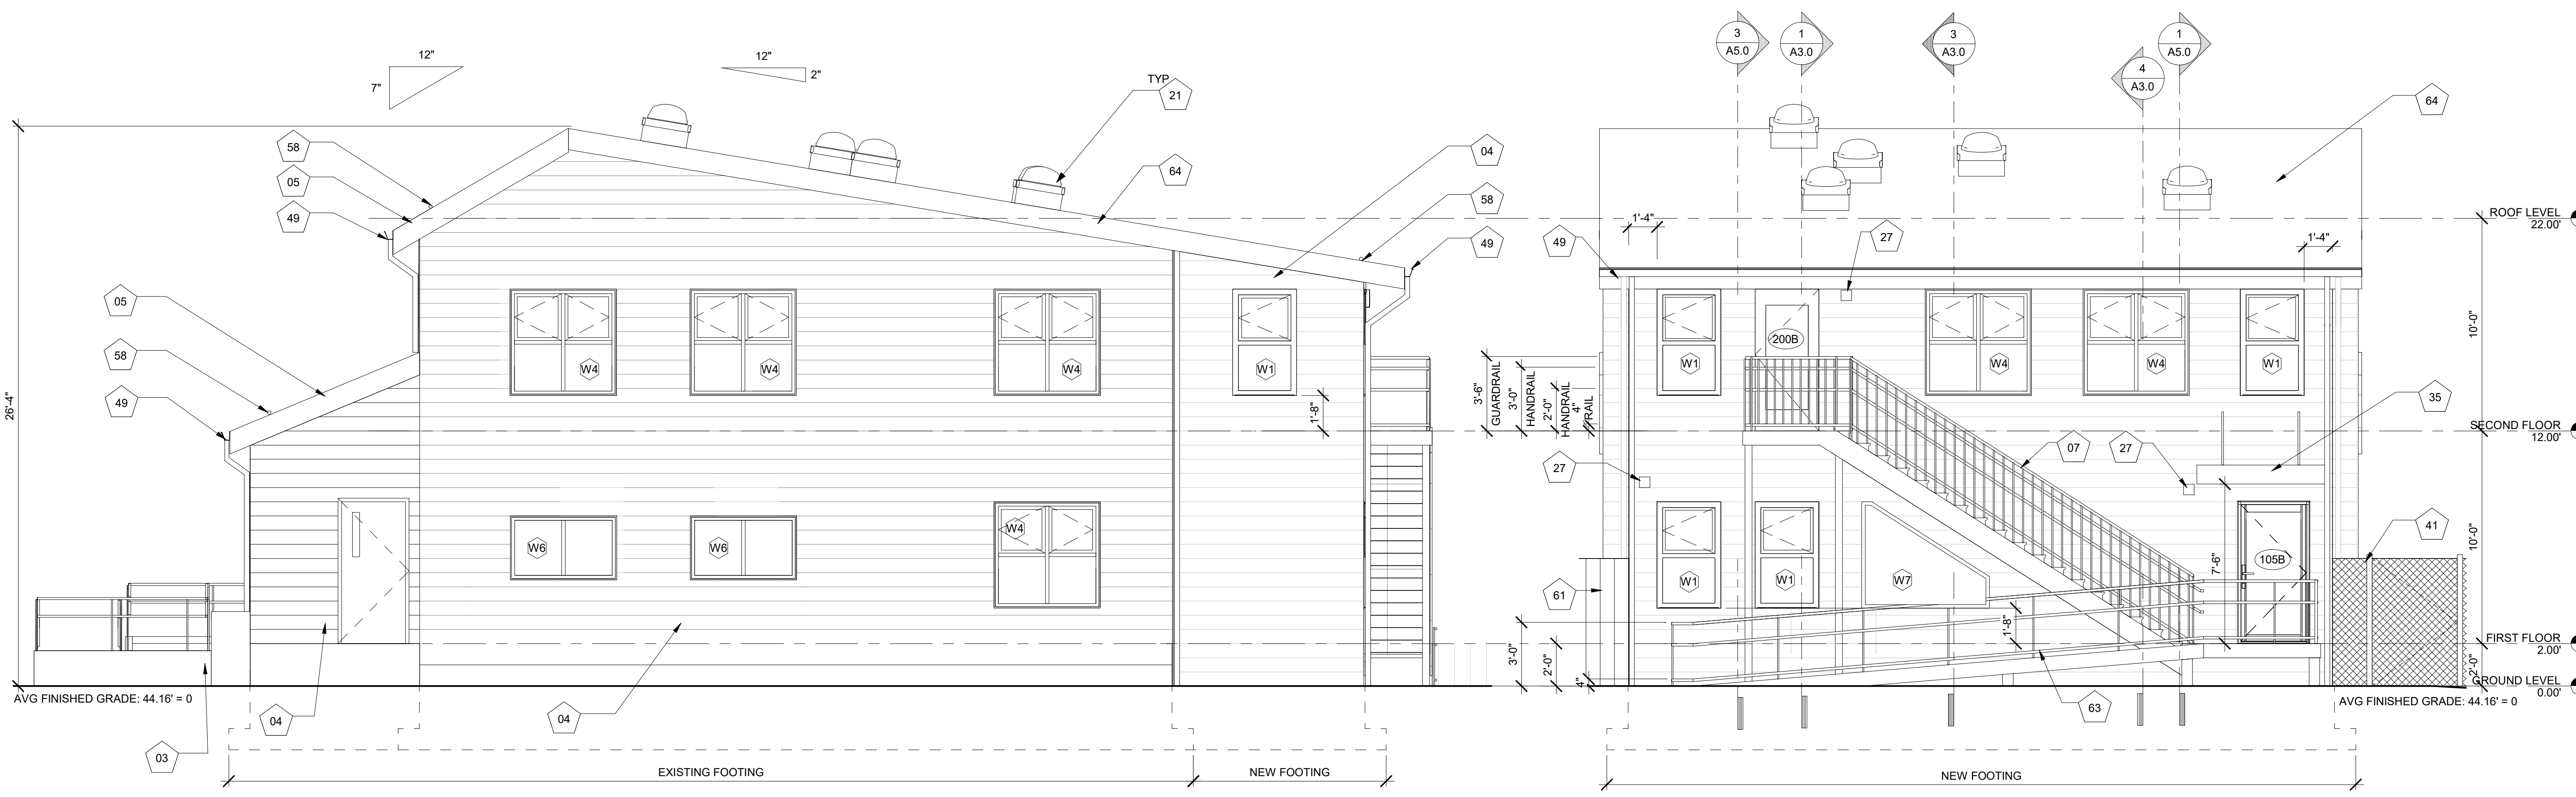 12"
7"
12"
2"
TYP
21
58
05
49
64
04
58
49
26'-4"
05
58
49
W4
W4
W4
W1
1'-8"
W6
W6
W4
AVG FINISHED GRADE: 44.16' = 0
04
04
03
EXISTING FOOTING
NEW FOOTING
3
A5.0
1
A3.0
3
A3.0
4
A3.0
1
A5.0
64
1'-4"
49
27
1'-4"
ROOF LEVEL
22.00'
W1
200B
W4
W4
W1
10'-0"
3'-6"
GUARDRAIL
3'-0"
HANDRAIL
2'-0"
HANDRAIL
4"
RAIL
35
SECOND FLOOR
12.00'
27
07
27
41
W1
W1
W7
105B
7'-6"
10'-0"
61
1'-8"
3'-0"
2'-0"
4"
FIRST FLOOR
2.00'
2'-0"
GROUND LEVEL
0.00'
63
AVG FINISHED GRADE: 44.16' = 0
NEW FOOTING